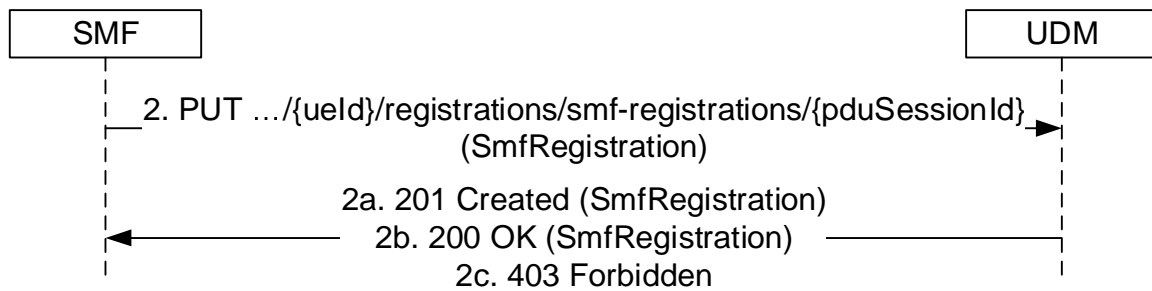 SMF
UDM
2. PUT …/{ueId}/registrations/smf-registrations/{pduSessionId}
(SmfRegistration)
2a. 201 Created (SmfRegistration)
2b. 200 OK (SmfRegistration)
2c. 403 Forbidden